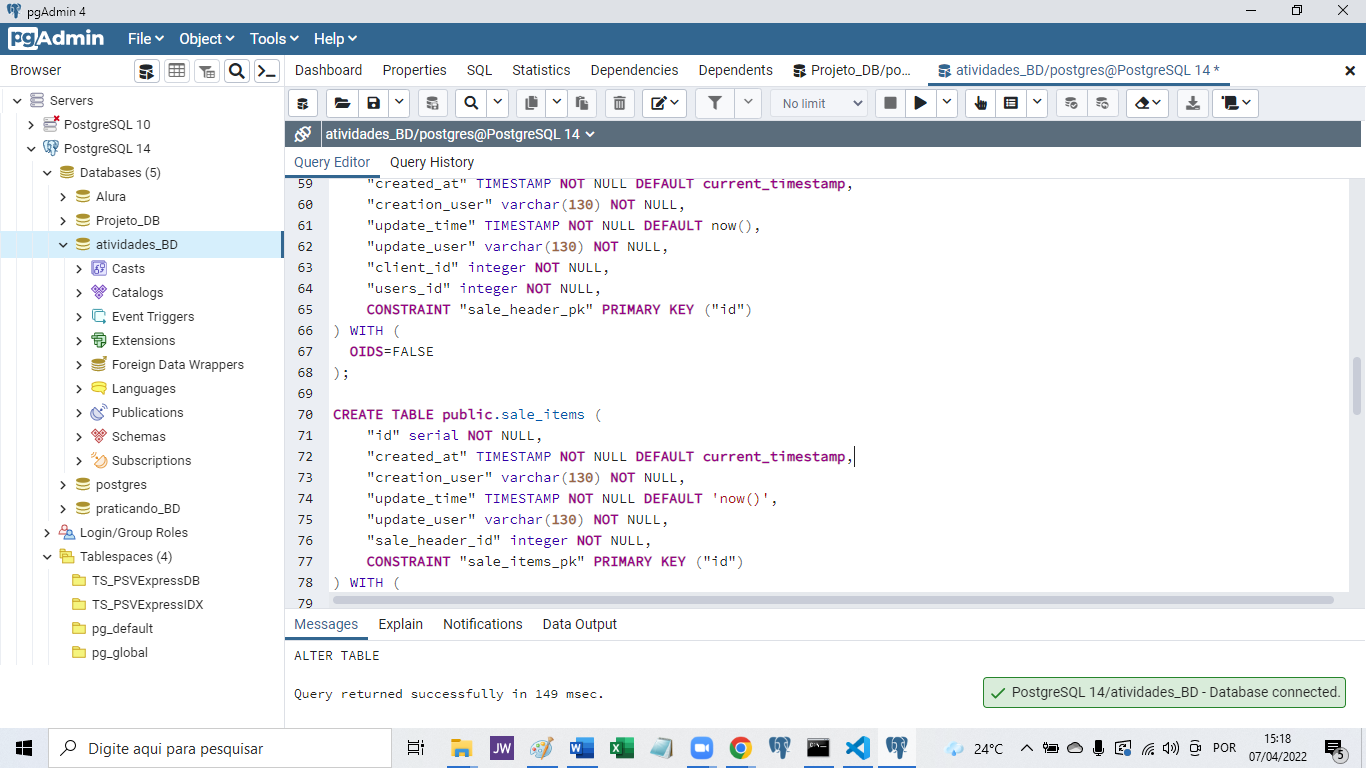 pgAdmin 4
pgAdmin File Object Tools Help
Browser
Dashboard Properties SQL Statistics Dependencies Dependents Projeto_DB/po... atividades_BD/postgres@PostgreSQL 14 *
No limit
atividades_BD/postgres@PostgreSQL 14
Query Editor Query History
Servers
PostgreSQL 10
PostgreSQL 14
Databases (5)
Alura
Projeto_DB
atividades_BD
Casts
Catalogs
Event Triggers
Extensions
Foreign Data Wrappers
Languages
Publications
Schemas
Subscriptions
postgres
praticando_BD
Login/Group Roles
Tablespaces (4)
TS_PSVExpressDB
TS_PSVExpressIDX
pg_default
pg_global
59 "created_at" TIMESTAMP NOT NULL DEFAULT current_timestamp,
60 "creation_user" varchar(130) NOT NULL,
61 "update_time" TIMESTAMP NOT NULL DEFAULT now(),
62 "update_user" varchar(130) NOT NULL,
63 "client_id" integer NOT NULL,
64 "users_id" integer NOT NULL,
65 CONSTRAINT "sale_header_pk" PRIMARY KEY ("id")
66 ) WITH (
67 OIDS=FALSE
68 );
69
70 CREATE TABLE public.sale_items (
71 "id" serial NOT NULL,
72 "created_at" TIMESTAMP NOT NULL DEFAULT current_timestamp,
73 "creation_user" varchar(130) NOT NULL,
74 "update_time" TIMESTAMP NOT NULL DEFAULT 'now()',
75 "update_user" varchar(130) NOT NULL,
76 "sale_header_id" integer NOT NULL,
77 CONSTRAINT "sale_items_pk" PRIMARY KEY ("id")
78 ) WITH (
79
Messages Explain Notifications Data Output
ALTER TABLE
Query returned successfully in 149 msec.
PostgreSQL 14/atividades_BD - Database connected.
Digite aqui para pesquisar
JW
24°C
POR
15:18
07/04/2022
5